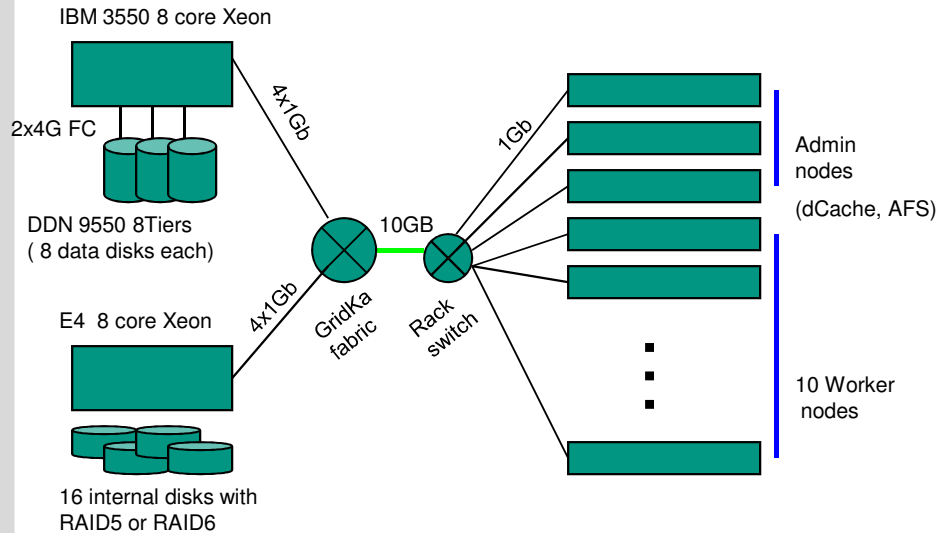 IBM 3550 8 core Xeon
2x4G FC
DDN 9550 8Tiers
( 8 data disks each)
4x1Gb
E4 8 core Xeon
4x1Gb
16 internal disks with
RAID5 or RAID6
GridKa
fabric
10GB
Rack
switch
1Gb
Admin
nodes
(dCache, AFS)
10 Worker
nodes